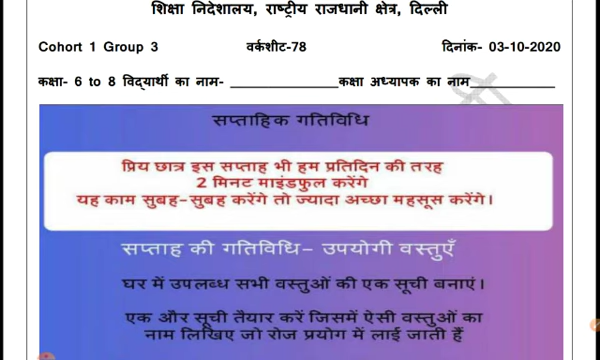 शिक्षा निदेशालय, राष्ट्रीय राजधानी क्षेत्र, दिल्ली
Cohort 1 Group 3 वर्कशीट-78 दिनांक- 03-10-2020
कक्षा- 6 to 8 विद्यार्थी का नाम- _________________कक्षा अध्यापक का नाम_____________
सप्ताहिक गतिविधि
प्रिय छात्र इस सप्ताह भी हम प्रतिदिन की तरह
2 मिनट माइंडफुल करेंगे
यह काम सुबह-सुबह करेंगे तो ज्यादा अच्छा महसूस करेंगे।
सप्ताह की गतिविधि- उपयोगी वस्तुएँ
घर में उपलब्ध सभी वस्तुओं की एक सूची बनाएं।
एक और सूची तैयार करें जिसमें ऐसी वस्तुओं का
नाम लिखिए जो रोज प्रयोग में लाई जाती हैं